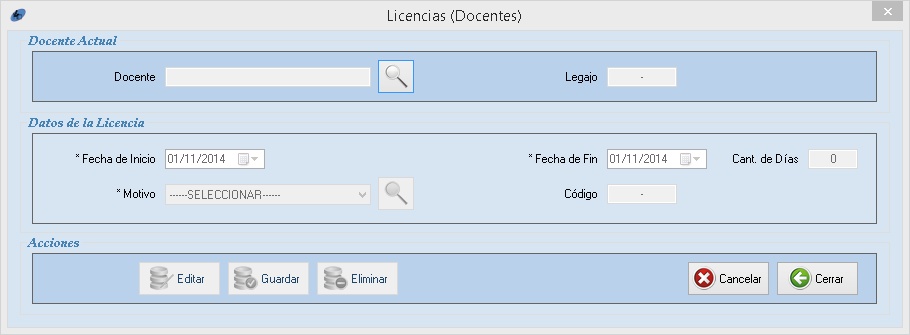 Licencias (Docentes)
Docente Actual
Docente
Legajo -
Datos de la Licencia
* Fecha de Inicio 01/11/2014
* Fecha de Fin 01/11/2014
Cant. de Días 0
* Motivo ------SELECCIONAR------
Código -
Acciones
Editar
Guardar
Eliminar
Cancelar
Cerrar